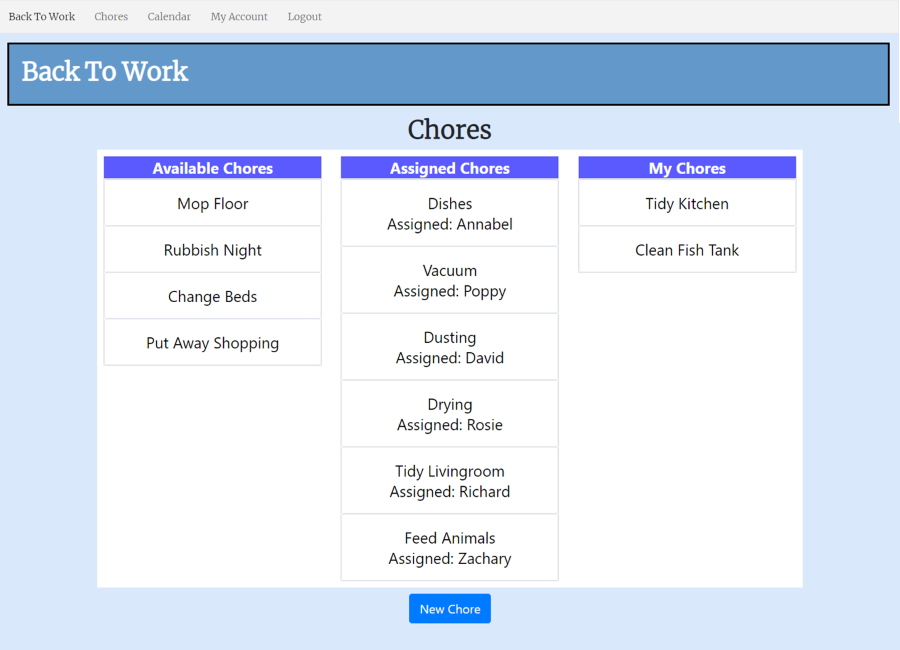 Back To Work Chores Calendar My Account Logout
Back To Work
Chores
Available Chores
Mop Floor
Rubbish Night
Change Beds
Put Away Shopping
Assigned Chores
Dishes
Assigned: Annabel
Vacuum
Assigned: Poppy
Dusting
Assigned: David
Drying
Assigned: Rosie
Tidy Livingroom
Assigned: Richard
Feed Animals
Assigned: Zachary
My Chores
Tidy Kitchen
Clean Fish Tank
New Chore